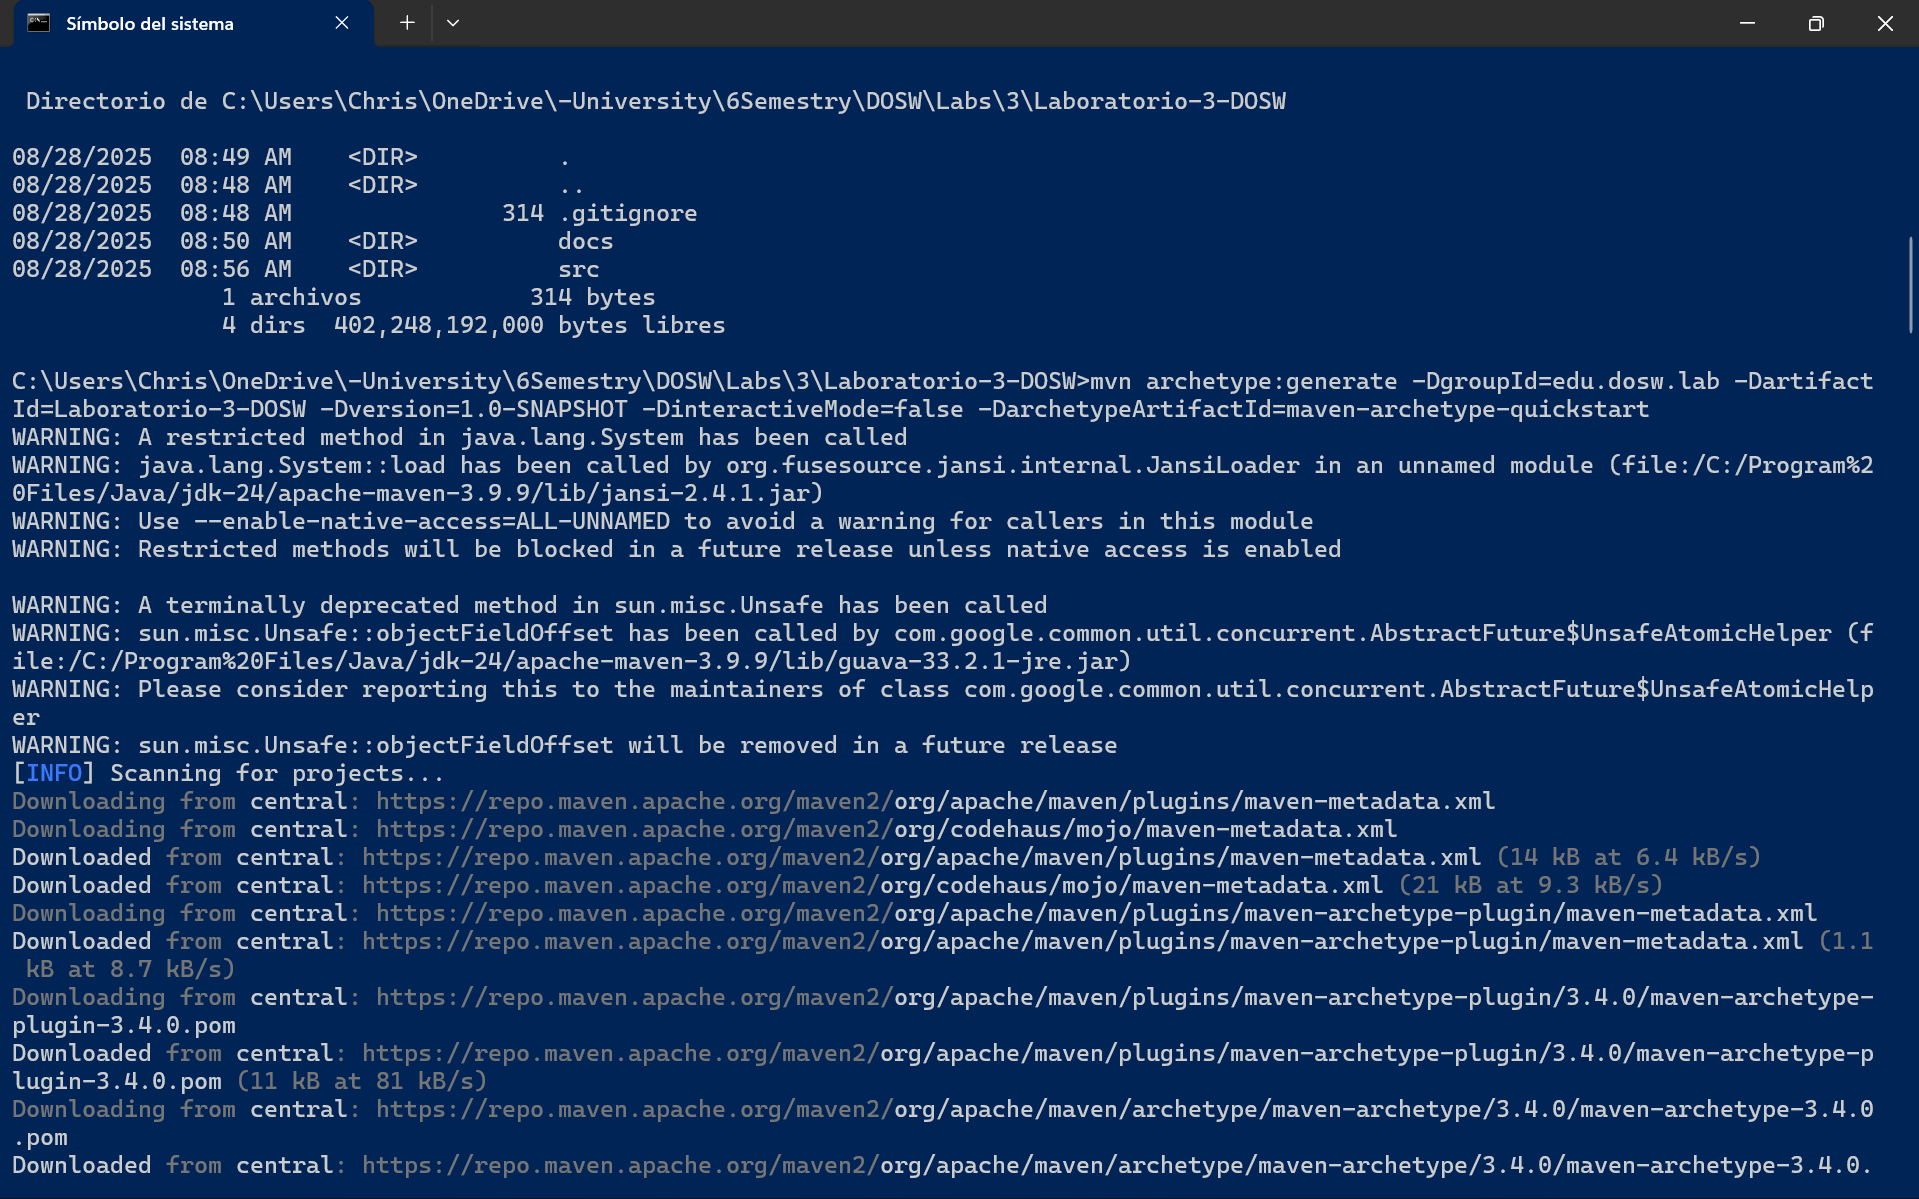 Símbolo del sistema
Directorio de C:\Users\Chris\OneDrive\-University\6Semestry\DOSW\Labs\3\Laboratorio-3-DOSW
08/28/2025  08:49 AM    <DIR>          .
08/28/2025  08:48 AM    <DIR>          ..
08/28/2025  08:48 AM               314 .gitignore
08/28/2025  08:50 AM    <DIR>          docs
08/28/2025  08:56 AM    <DIR>          src
               1 archivos            314 bytes
               4 dirs  402,248,192,000 bytes libres
C:\Users\Chris\OneDrive\-University\6Semestry\DOSW\Labs\3\Laboratorio-3-DOSW>mvn archetype:generate -DgroupId=edu.dosw.lab -Dartifact
Id=Laboratorio-3-DOSW -Dversion=1.0-SNAPSHOT -DinteractiveMode=false -DarchetypeArtifactId=maven-archetype-quickstart
WARNING: A restricted method in java.lang.System has been called
WARNING: java.lang.System::load has been called by org.fusesource.jansi.internal.JansiLoader in an unnamed module (file:/C:/Program%2
0Files/Java/jdk-24/apache-maven-3.9.9/lib/jansi-2.4.1.jar)
WARNING: Use --enable-native-access=ALL-UNNAMED to avoid a warning for callers in this module
WARNING: Restricted methods will be blocked in a future release unless native access is enabled
WARNING: A terminally deprecated method in sun.misc.Unsafe has been called
WARNING: sun.misc.Unsafe::objectFieldOffset has been called by com.google.common.util.concurrent.AbstractFuture$UnsafeAtomicHelper (f
ile:/C:/Program%20Files/Java/jdk-24/apache-maven-3.9.9/lib/guava-33.2.1-jre.jar)
WARNING: Please consider reporting this to the maintainers of class com.google.common.util.concurrent.AbstractFuture$UnsafeAtomicHelp
er
WARNING: sun.misc.Unsafe::objectFieldOffset will be removed in a future release
[INFO] Scanning for projects...
Downloading from central: https://repo.maven.apache.org/maven2/org/apache/maven/plugins/maven-metadata.xml
Downloading from central: https://repo.maven.apache.org/maven2/org/codehaus/mojo/maven-metadata.xml
Downloaded from central: https://repo.maven.apache.org/maven2/org/apache/maven/plugins/maven-metadata.xml (14 kB at 6.4 kB/s)
Downloaded from central: https://repo.maven.apache.org/maven2/org/codehaus/mojo/maven-metadata.xml (21 kB at 9.3 kB/s)
Downloading from central: https://repo.maven.apache.org/maven2/org/apache/maven/plugins/maven-archetype-plugin/maven-metadata.xml
Downloaded from central: https://repo.maven.apache.org/maven2/org/apache/maven/plugins/maven-archetype-plugin/maven-metadata.xml (1.1
 kB at 8.7 kB/s)
Downloading from central: https://repo.maven.apache.org/maven2/org/apache/maven/plugins/maven-archetype-plugin/3.4.0/maven-archetype-
plugin-3.4.0.pom
Downloaded from central: https://repo.maven.apache.org/maven2/org/apache/maven/plugins/maven-archetype-plugin/3.4.0/maven-archetype-p
lugin-3.4.0.pom (11 kB at 81 kB/s)
Downloading from central: https://repo.maven.apache.org/maven2/org/apache/maven/archetype/maven-archetype/3.4.0/maven-archetype-3.4.0
.pom
Downloaded from central: https://repo.maven.apache.org/maven2/org/apache/maven/archetype/maven-archetype/3.4.0/maven-archetype-3.4.0.